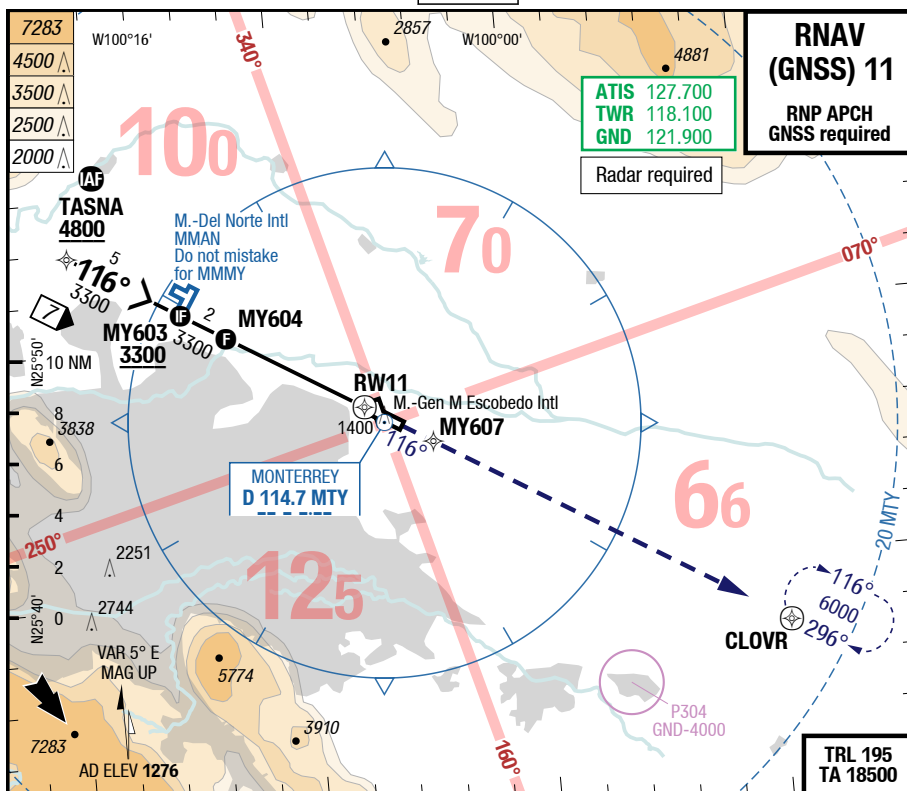 7283
4500
3500
2500
2000
W100°16'
340°
2857
W100°00'
4881
RNAV
(GNSS) 11
RNP APCH
GNSS required
ATIS 127.700
TWR 118.100
GND 121.900
Radar required
100
IAF
TASNA
4800
M.-Del Norte Intl
MMAN
Do not mistake
for MMMY
70
070°
5
116°
3300
7
IF
2
MY603
3300
3300
F
MY604
N25°50'
10 NM
RW11
M.-Gen M Escobedo Intl
8
1400
116°
MY607
3838
6
MONTERREY
D 114.7 MTY
66
4
250°
20 MTY
2251
125
2
116°
6000
296°
2744
N25°40'
0
CLOVR
VAR 5° E
MAG UP
5774
P304
GND-4000
7283
3910
160°
AD ELEV 1276
TRL 195
TA 18500